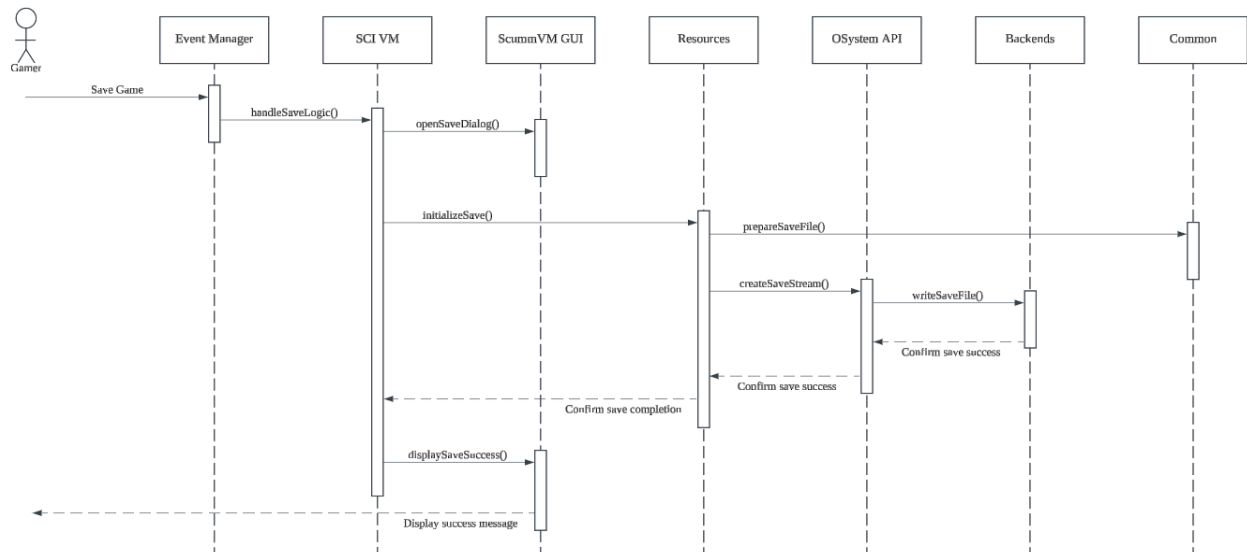 Gamer
Event Manager
SCI VM
ScummVM GUI
Resources
OSystem API
Backends
Common
Save Game
handleSaveLogic()
openSaveDialog()
initializeSave()
prepareSaveFile()
createSaveStream()
writeSaveFile()
Confirm save success
Confirm save success
Confirm save completion
displaySaveSuccess()
Display success message